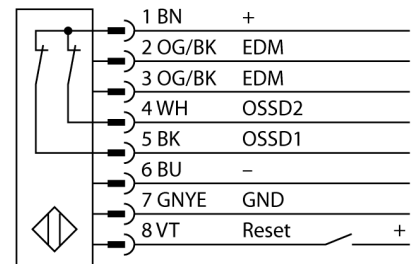 1 BN +
2 OG/BK EDM
3 OG/BK EDM
4 WH OSSD2
5 BK OSSD1
6 BU –
7 GNYE GND
8 VT Reset +